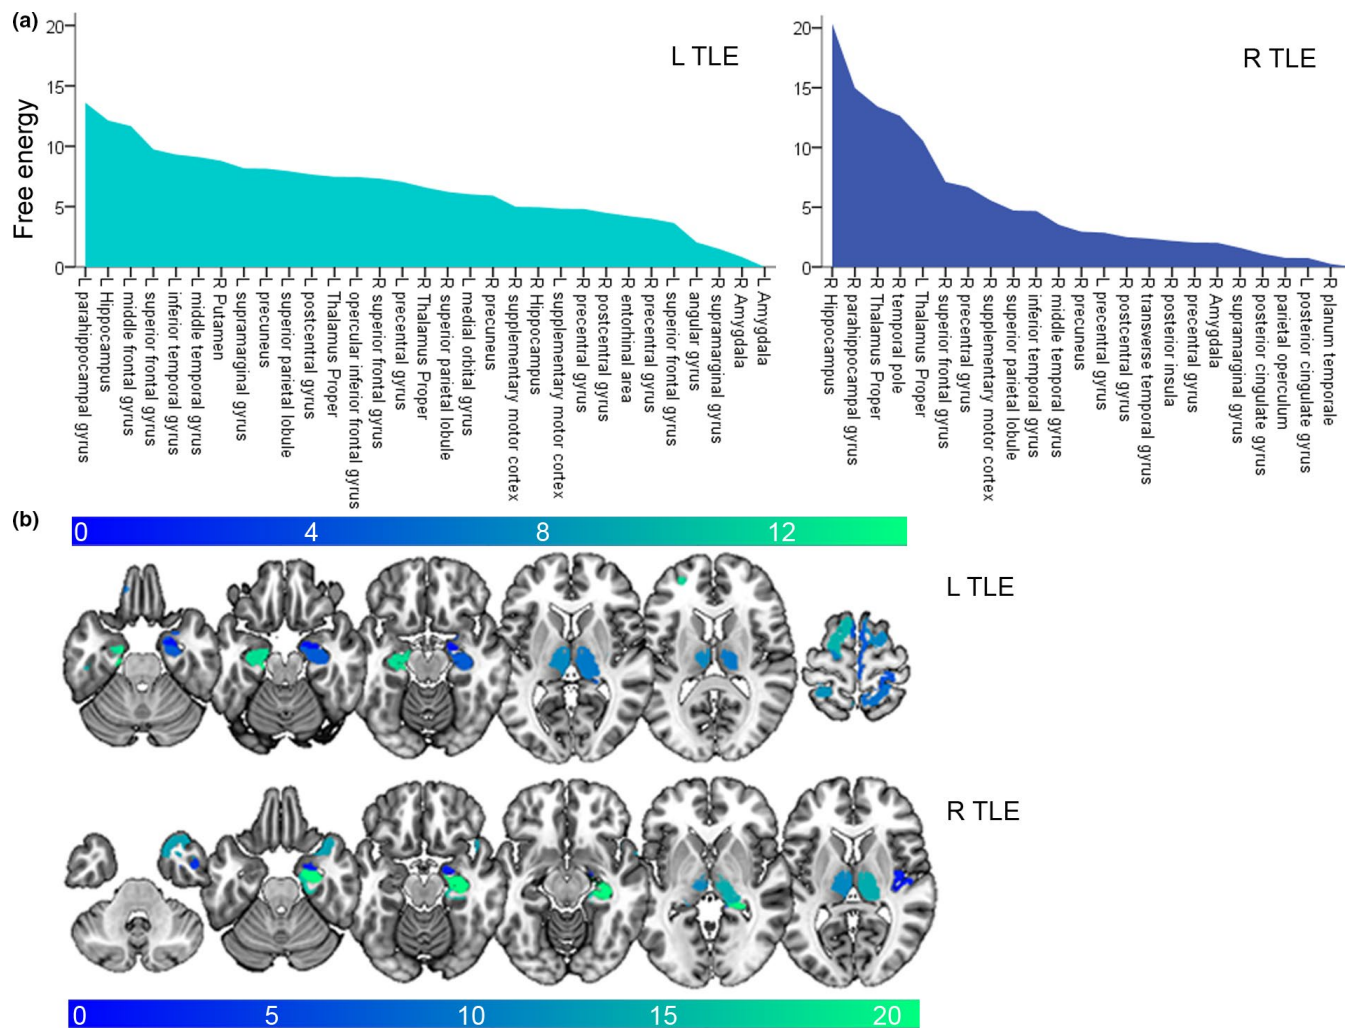 (a)
Free energy
20
15
10
5
0
L TLE
L parahippocampal gyrus
L Hippocampus
L middle frontal gyrus
L superior frontal gyrus
L inferior temporal gyrus
L middle temporal gyrus
R Putamen
L supramarginal gyrus
L precuneus
L superior parietal lobule
L postcentral gyrus
L Thalamus Proper
L opercular inferior frontal gyrus
R superior frontal gyrus
L precentral gyrus
R Thalamus Proper
R superior parietal lobule
L medial orbital gyrus
R precuneus
R supplementary motor cortex
R Hippocampus
L supplementary motor cortex
R precentral gyrus
R postcentral gyrus
R entorhinal area
R precentral gyrus
L superior frontal gyrus
L angular gyrus
R supramarginal gyrus
R Amygdala
L Amygdala
20
15
10
5
0
R TLE
R Hippocampus
R parahippocampal gyrus
R Thalamus Proper
R temporal pole
L Thalamus Proper
R superior frontal gyrus
R precentral gyrus
R supplementary motor cortex
R superior parietal lobule
R inferior temporal gyrus
R middle temporal gyrus
R precuneus
L precentral gyrus
R postcentral gyrus
R transverse temporal gyrus
R posterior insula
R precentral gyrus
R Amygdala
R supramarginal gyrus
R posterior cingulate gyrus
R parietal operculum
L posterior cingulate gyrus
R planum temporale
(b)
0 4 8 12
L TLE
R TLE
0 5 10 15 20